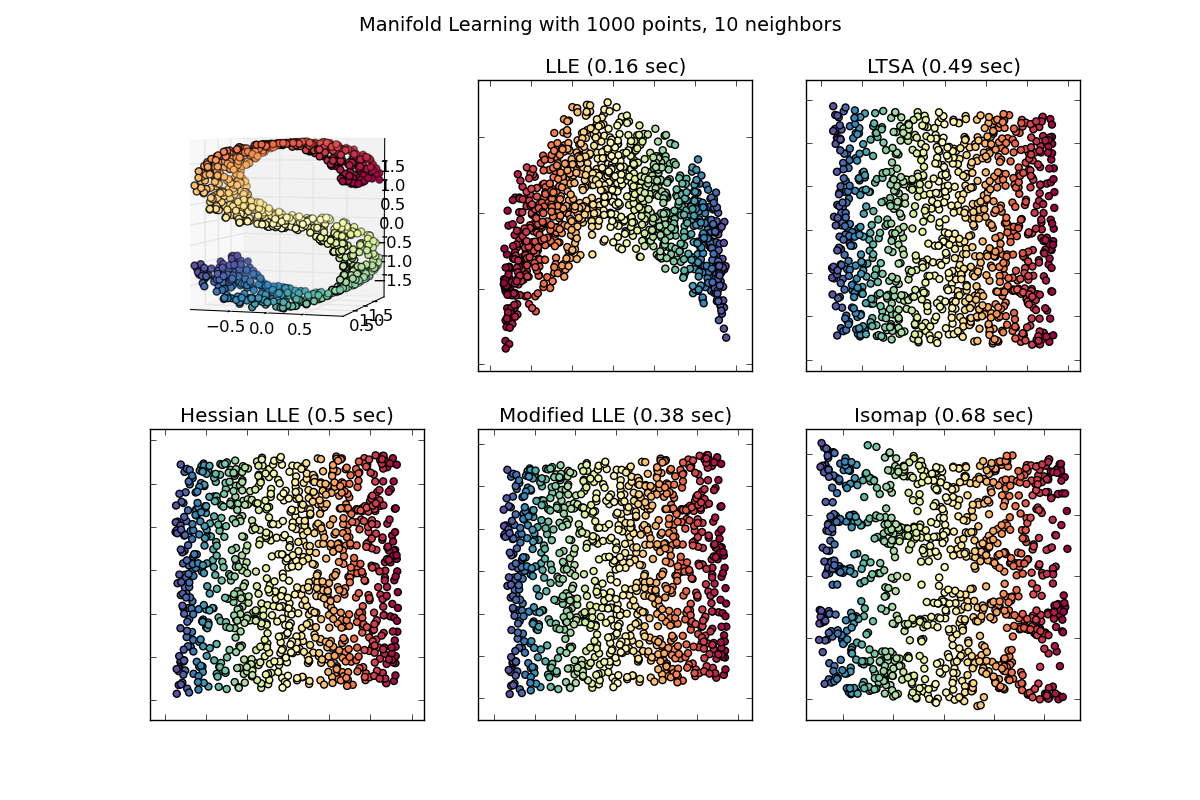 Manifold Learning with 1000 points, 10 neighbors
LLE (0.16 sec)
LTSA (0.49 sec)
1.5
1.0
0.5
0.0
−0.5
−1.0
−1.5
−0.5 0.0 0.5
Hessian LLE (0.5 sec)
Modified LLE (0.38 sec)
Isomap (0.68 sec)